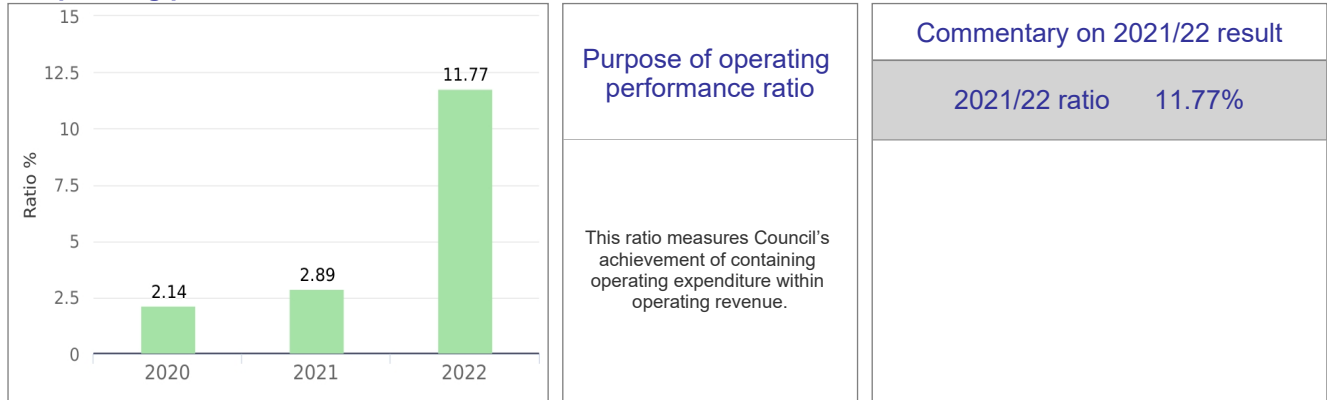 15
12.5
10
7.5
5
2.5
0
Ratio %
2.14
2.89
11.77
2020
2021
2022
Purpose of operating
performance ratio
This ratio measures Council’s
achievement of containing
operating expenditure within
operating revenue.
Commentary on 2021/22 result
2021/22 ratio 11.77%